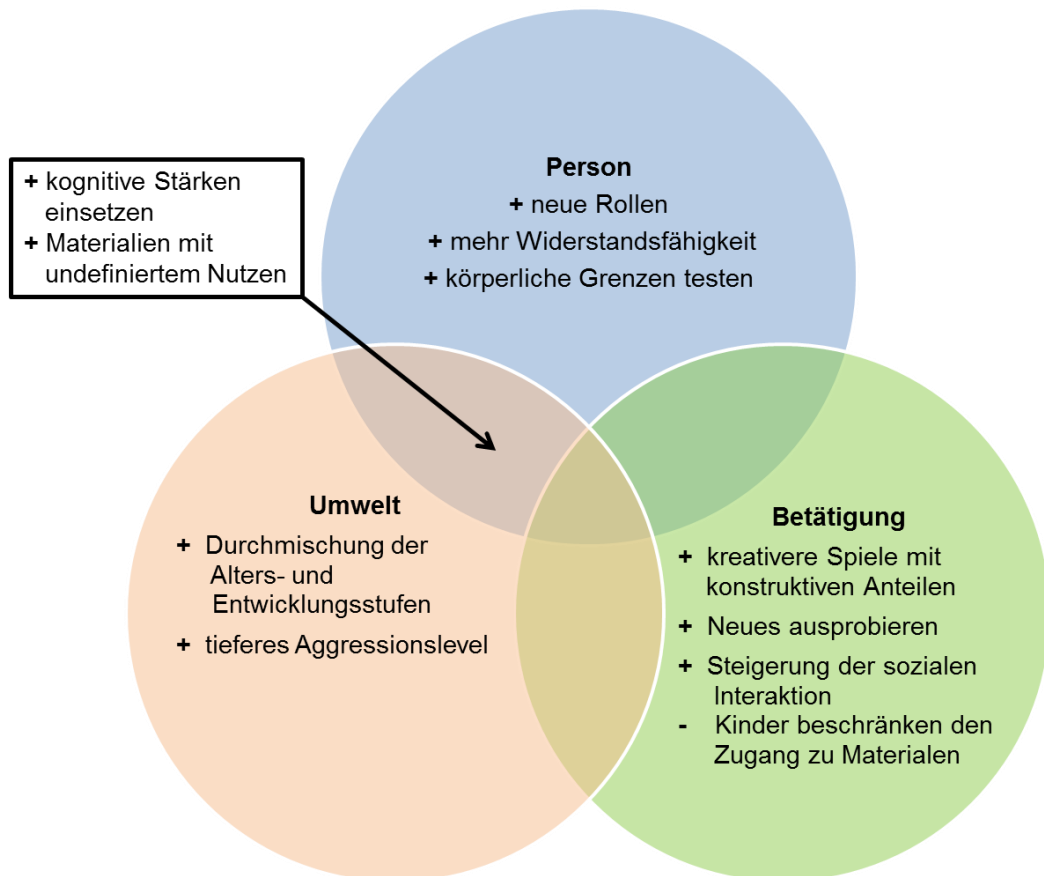 + kognitive Stärken
einsetzen
+ Materialien mit
undefiniertem Nutzen
Person
+ neue Rollen
+ mehr Widerstandsfähigkeit
+ körperliche Grenzen testen
Umwelt
+ Durchmischung der
Alters- und
Entwicklungsstufen
+ tieferes Aggressionslevel
Betätigung
+ kreativere Spiele mit
konstruktiven Anteilen
+ Neues ausprobieren
+ Steigerung der sozialen
Interaktion
- Kinder beschränken den
Zugang zu Materialen